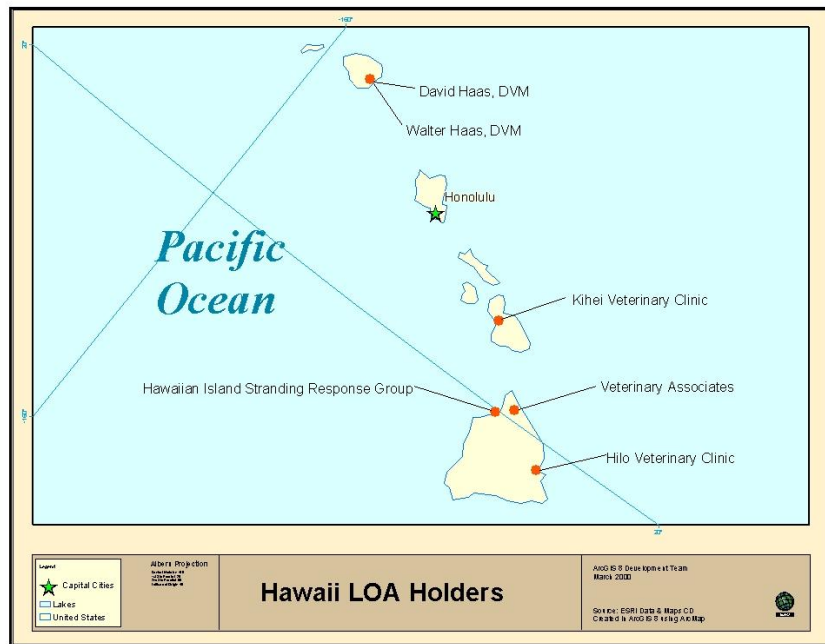 -160°
David Haas, DVM
Walter Haas, DVM
Honolulu
Pacific
Ocean
Kihei Veterinary Clinic
Hawaiian Island Stranding Response Group
Veterinary Associates
Hilo Veterinary Clinic
20°
Legend
Capital Cities
Lakes
United States
Albers Projection
Hawaii LOA Holders
ArcGIS Development Team
March 2000
Source: ESRI Data & Maps CD
Created in ArcGIS using ArcMap